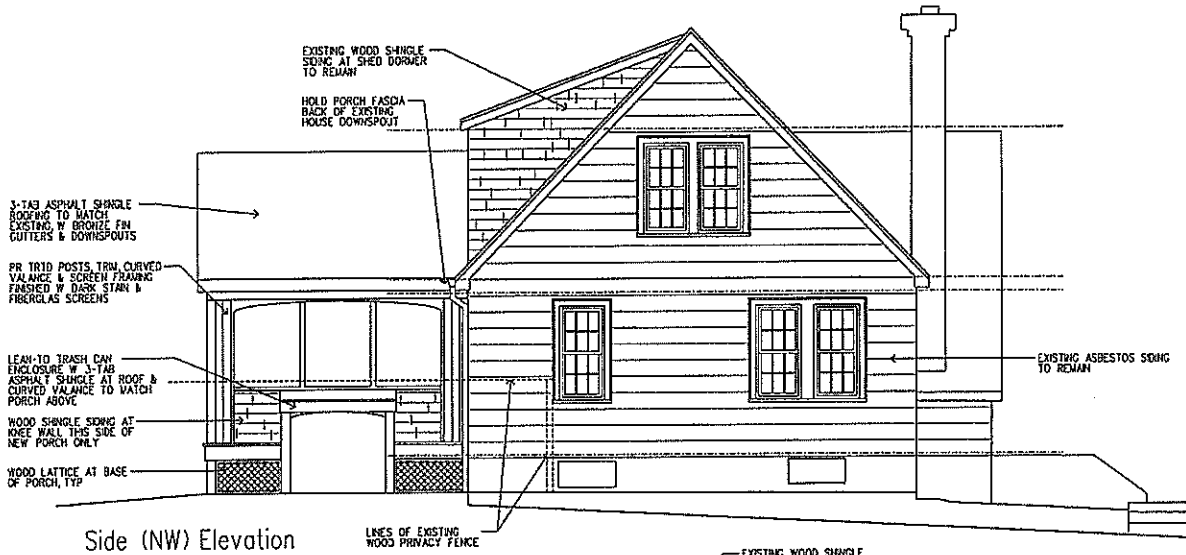 EXISTING WOOD SHINGLE
SIDING AT SHED DORMER
TO REMAIN
HOLD PORCH FASCIA
BACK OF EXISTING
HOUSE DOWNSPOUT
3-TAB ASPHALT SHINGLE
ROOFING TO MATCH
EXISTING, W BRONZE FIN
GUTTERS & DOWNSPOUTS
PR TRTD POSTS, TRIM, CURVED
VALANCE & SCREEN FRAMING
FINISHED W DARK STAIN &
FIBERGLAS SCREENS
LEAN-TO TRASH CAN
ENCLOSURE W 3-TAB
ASPHALT SHINGLE AT ROOF &
CURVED VALANCE TO MATCH
PORCH ABOVE
WOOD SHINGLE SIDING AT
KNEE WALL THIS SIDE OF
NEW PORCH ONLY
WOOD LATTICE AT BASE
OF PORCH, TYP
EXISTING ASBESTOS SIDING
TO REMAIN
Side (NW) Elevation
LINES OF EXISTING
WOOD PRIVACY FENCE
EXISTING WOOD SHINGLE